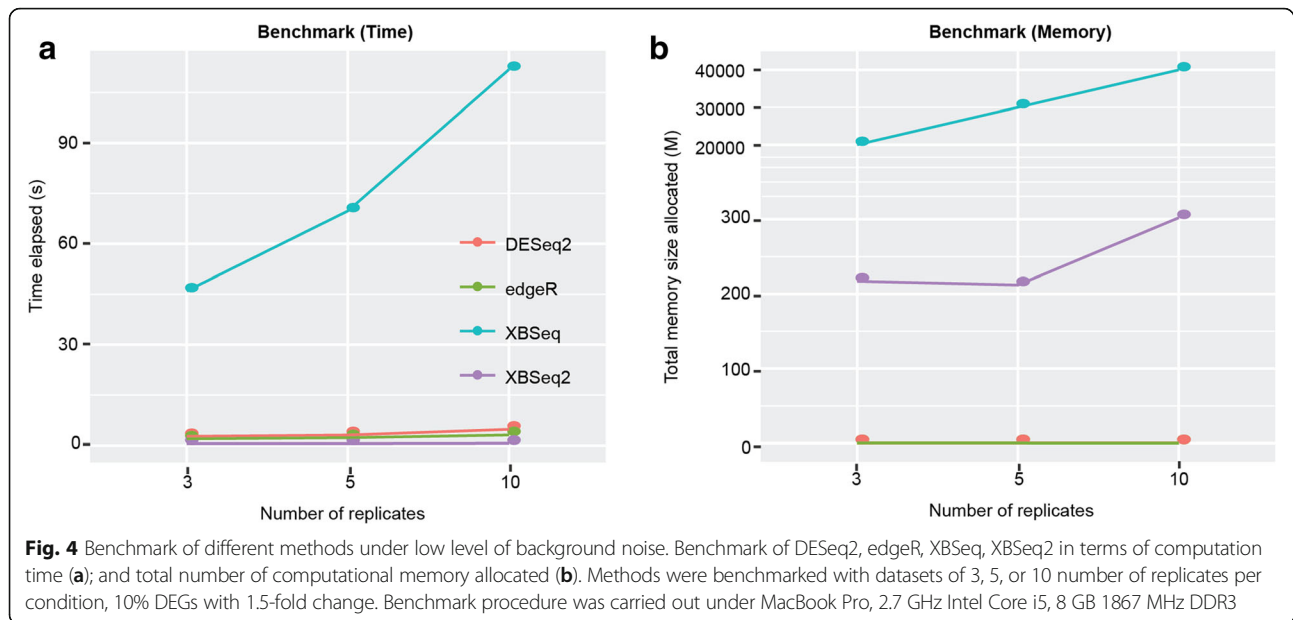 a
Benchmark (Time)
90
60
30
0
Time elapsed (s)
DESeq2
edgeR
XBSeq
XBSeq2
3
5
10
Number of replicates
b
Benchmark (Memory)
40000
30000
20000
300
200
100
0
Total memory size allocated (M)
3
5
10
Number of replicates
Fig. 4 Benchmark of different methods under low level of background noise. Benchmark of DESeq2, edgeR, XBSeq, XBSeq2 in terms of computation
time (a); and total number of computational memory allocated (b). Methods were benchmarked with datasets of 3, 5, or 10 number of replicates per
condition, 10% DEGs with 1.5-fold change. Benchmark procedure was carried out under MacBook Pro, 2.7 GHz Intel Core i5, 8 GB 1867 MHz DDR3